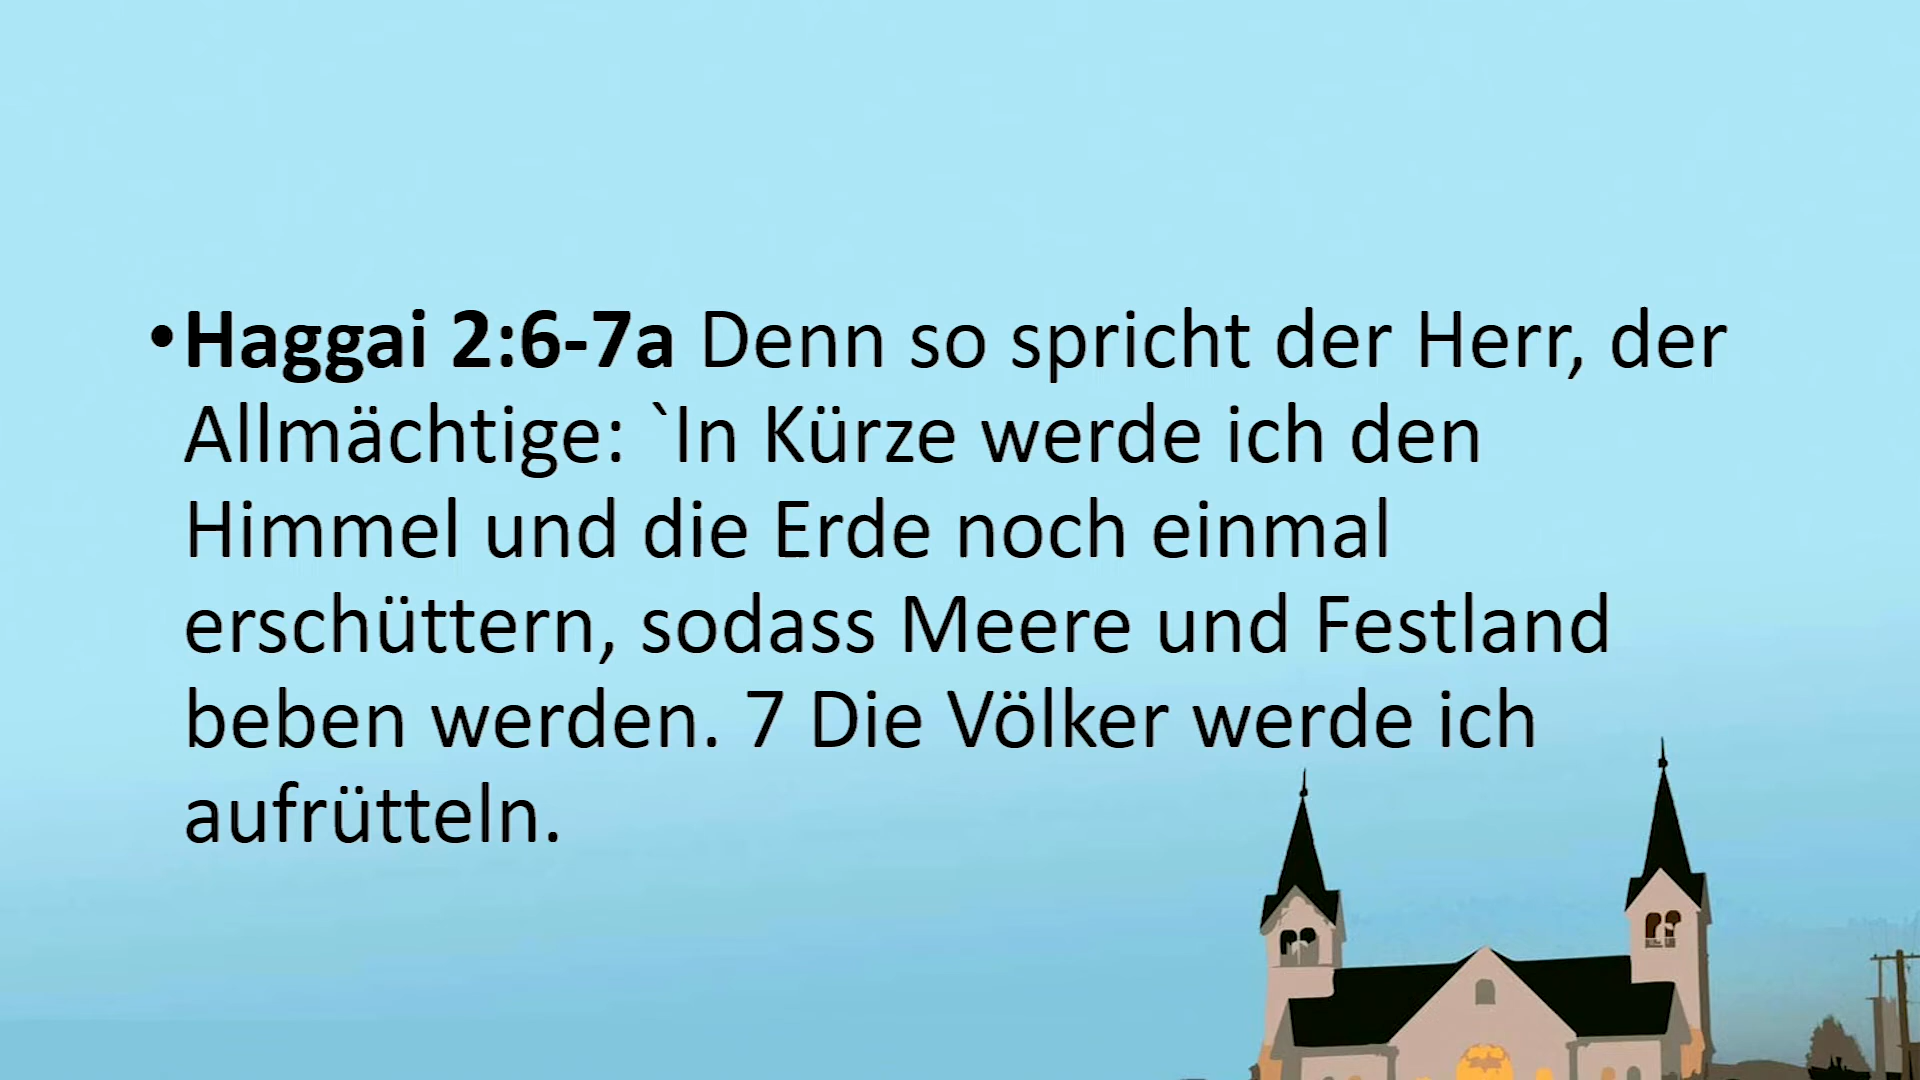 •Haggai 2:6-7a Denn so spricht der Herr, der
Allmächtige: `In Kürze werde ich den
Himmel und die Erde noch einmal
erschüttern, sodass Meere und Festland
beben werden. 7 Die Völker werde ich
aufrütteln.